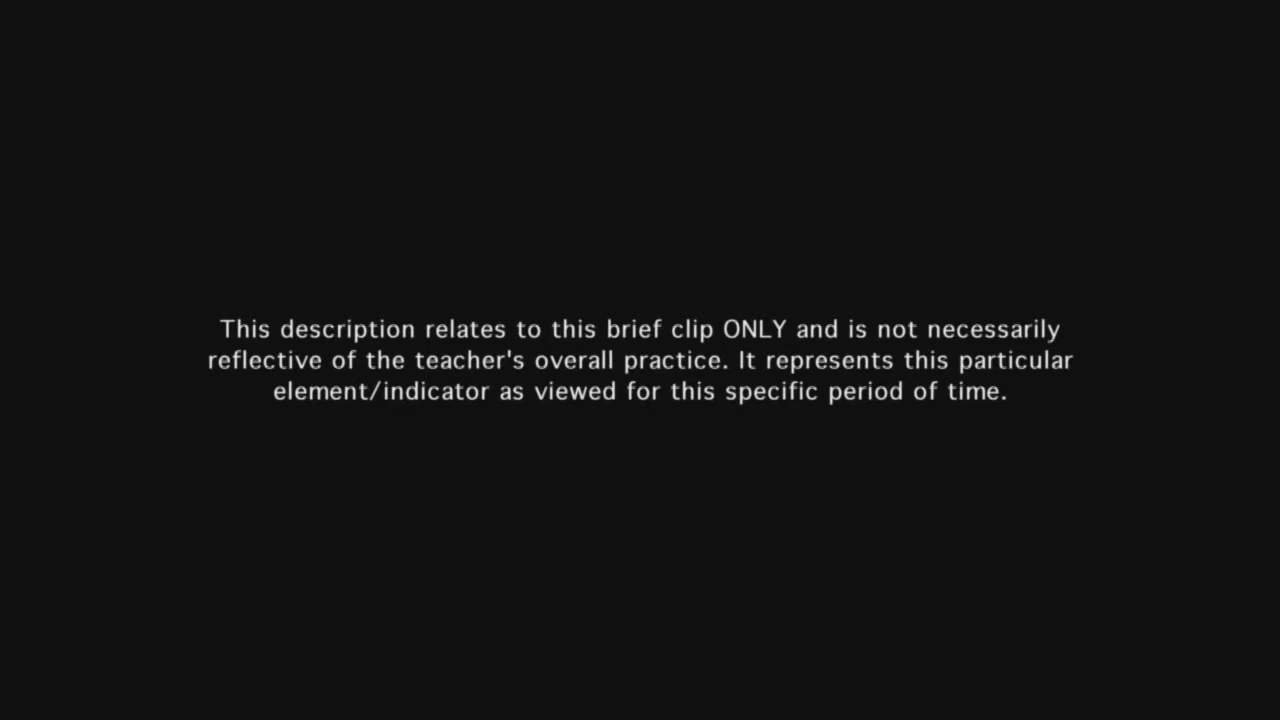 This description relates to this brief clip ONLY and is not necessarily
reflective of the teacher's overall practice. It represents this particular
element/indicator as viewed for this specific period of time.